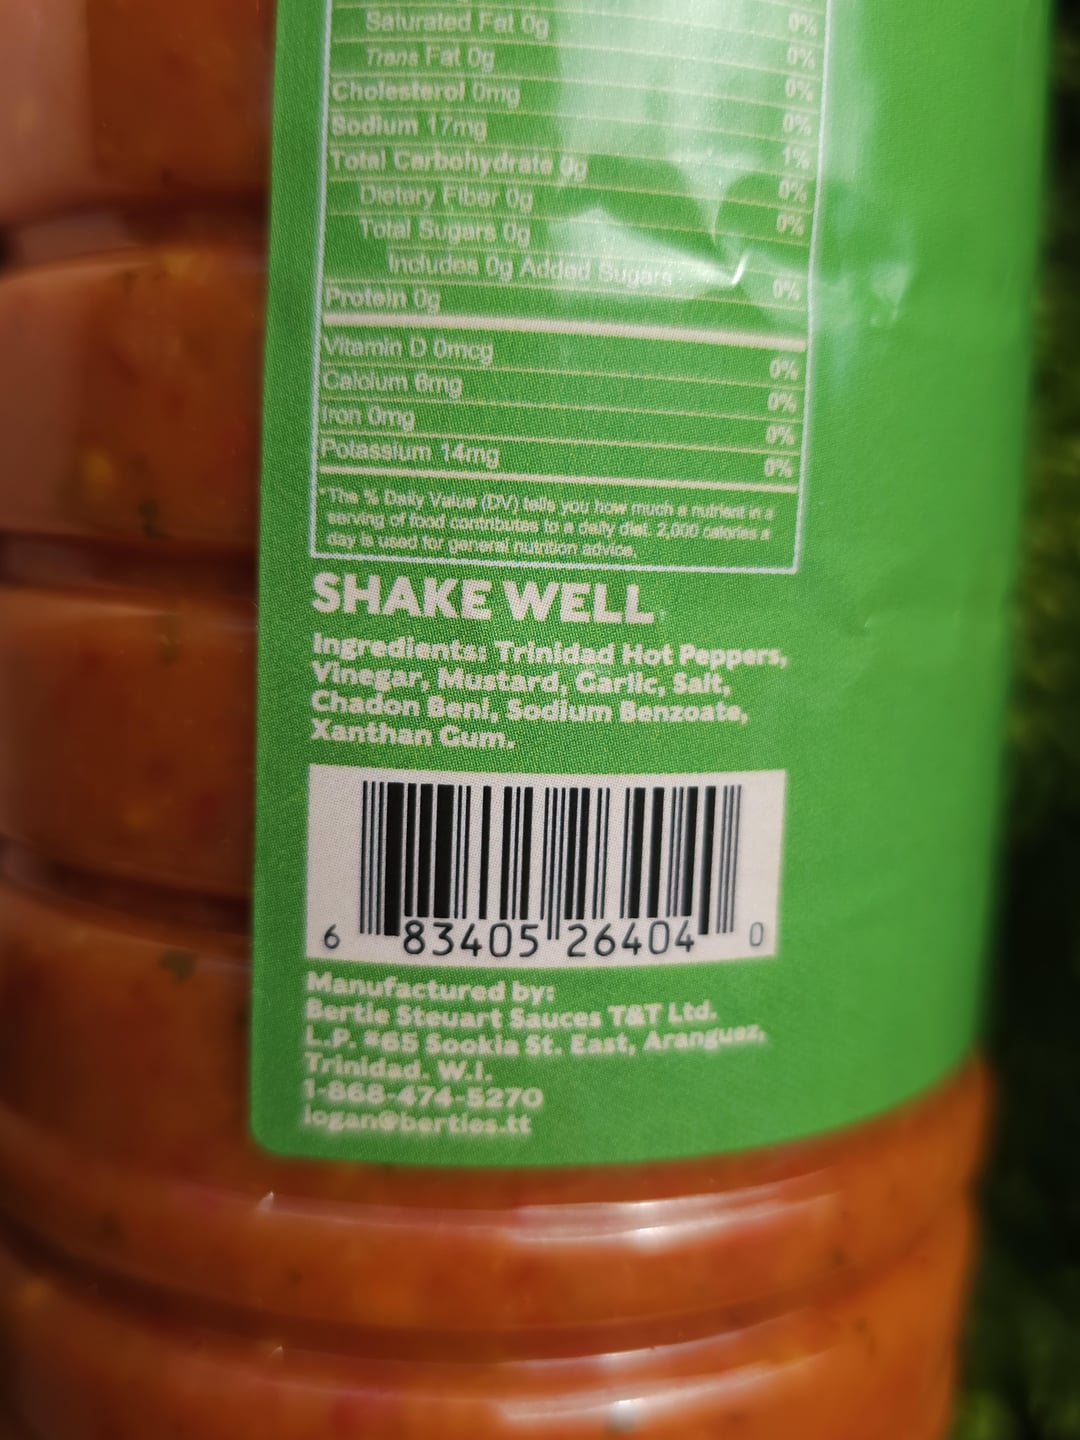 Saturated Fat 0g 0%
Trans Fat 0g 0%
Cholesterol 0mg 0%
Sodium 17mg 1%
Total Carbohydrate 0g 0%
Dietary Fiber 0g 0%
Total Sugars 0g
Includes 0g Added Sugars 0%
Protein 0g
Vitamin D 0mcg 0%
Calcium 6mg 0%
Iron 0mg 0%
Potassium 14mg 0%
*The % Daily Value (DV) tells you how much a nutrient in a
serving of food contributes to a daily diet. 2,000 calories a
day is used for general nutrition advice.
SHAKE WELL
Ingredients: Trinidad Hot Peppers,
Vinegar, Mustard, Garlic, Salt,
Chadon Beni, Sodium Benzoate,
Xanthan Gum.
6 83405 26404 0
Manufactured by:
Bertie Steuart Sauces T&T Ltd.
L.P. #65 Sookia St. East, Aranguez,
Trinidad. W.I.
1-868-474-5270
logan@berties.tt